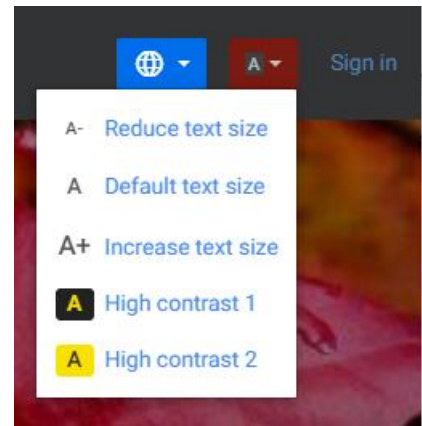 A Sign in
A- Reduce text size
A Default text size
A+ Increase text size
A High contrast 1
A High contrast 2